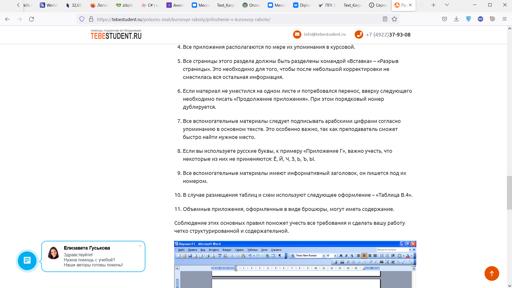 https://tebestudent.ru/poleznii-mail/kursovye-raboty/prilozhenie-v-kursovoy-rabote/
TEBESTUDENT.RU
info@tebestudent.ru
+7 (4922)37-93-08
4. Все приложения располагаются по мере их упоминания в курсовой.
5. Все страницы этого раздела должны быть разделены командой «Вставка» – «Разрыв
страницы». Это необходимо для того, чтобы после небольшой корректировки не
сместилась вся остальная информация.
6. Если материал не уместился на одном листе и потребовался перенос, вверху следующего
необходимо писать «Продолжение приложения». При этом порядковый номер
дублируется.
7. Все вспомогательные материалы следует подписывать арабскими цифрами согласно
упоминанию в основном тексте. Это особенно важно, так как преподаватель сможет
быстро найти нужное место.
8. Если вы используете русские буквы, к примеру «Приложение Г», важно учесть, что
некоторые из них не применяются: Ё, Й, Ч, З, Ь, Ъ, Ы.
9. Все вспомогательные материалы имеют информативный заголовок, он пишется под их
номером.
10. В случае размещения таблиц и схем используют следующее оформление – «Таблица В.4».
11. Объемные приложения, оформленные в виде брошюры, могут иметь содержание.
Соблюдение этих основных правил поможет учесть все требования и сделать вашу работу
четко структурированной и содержательной.
Елизавета Гуськова
Здравствуйте!
Нужна помощь с учебой?
Наши авторы готовы помочь!